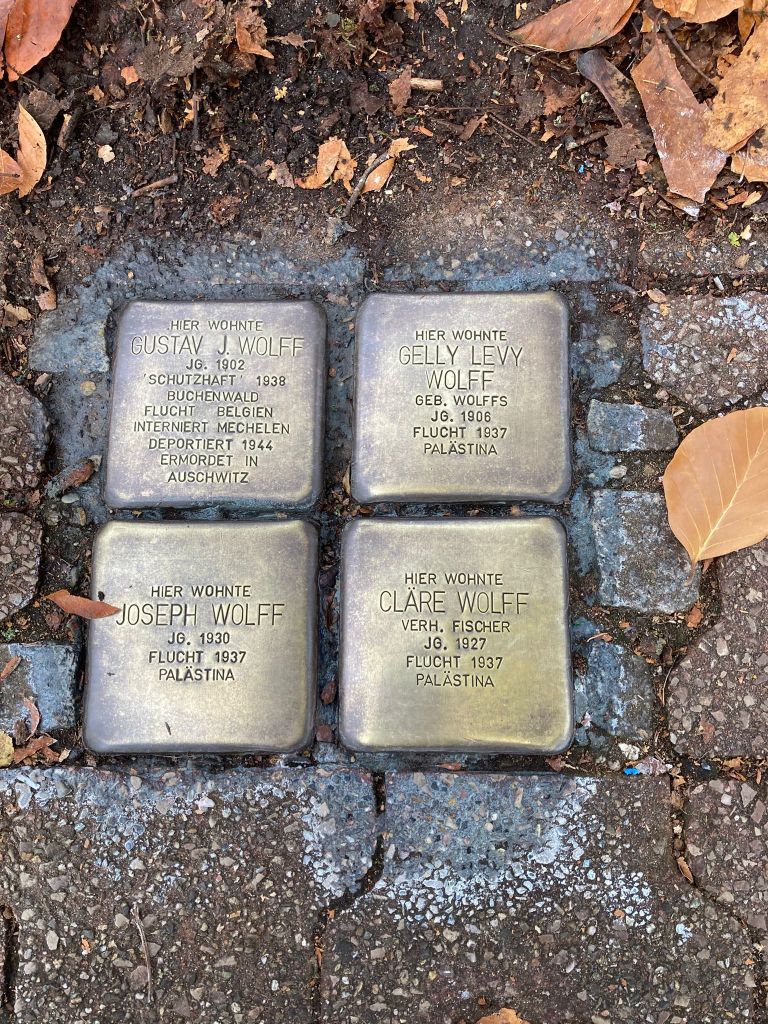 HIER WOHNTE
GUSTAV J. WOLFF
JG. 1902
'SCHUTZHAFT' 1938
BUCHENWALD
FLUCHT BELGIEN
INTERNIERT MECHELEN
DEPORTIERT 1944
ERMORDET IN
AUSCHWITZ
HIER WOHNTE
GELLY LEVY
WOLFF
GEB. WOLFFS
JG. 1906
FLUCHT 1937
PALÄSTINA
HIER WOHNTE
JOSEPH WOLFF
JG. 1930
FLUCHT 1937
PALÄSTINA
HIER WOHNTE
CLÄRE WOLFF
VERH. FISCHER
JG. 1927
FLUCHT 1937
PALÄSTINA